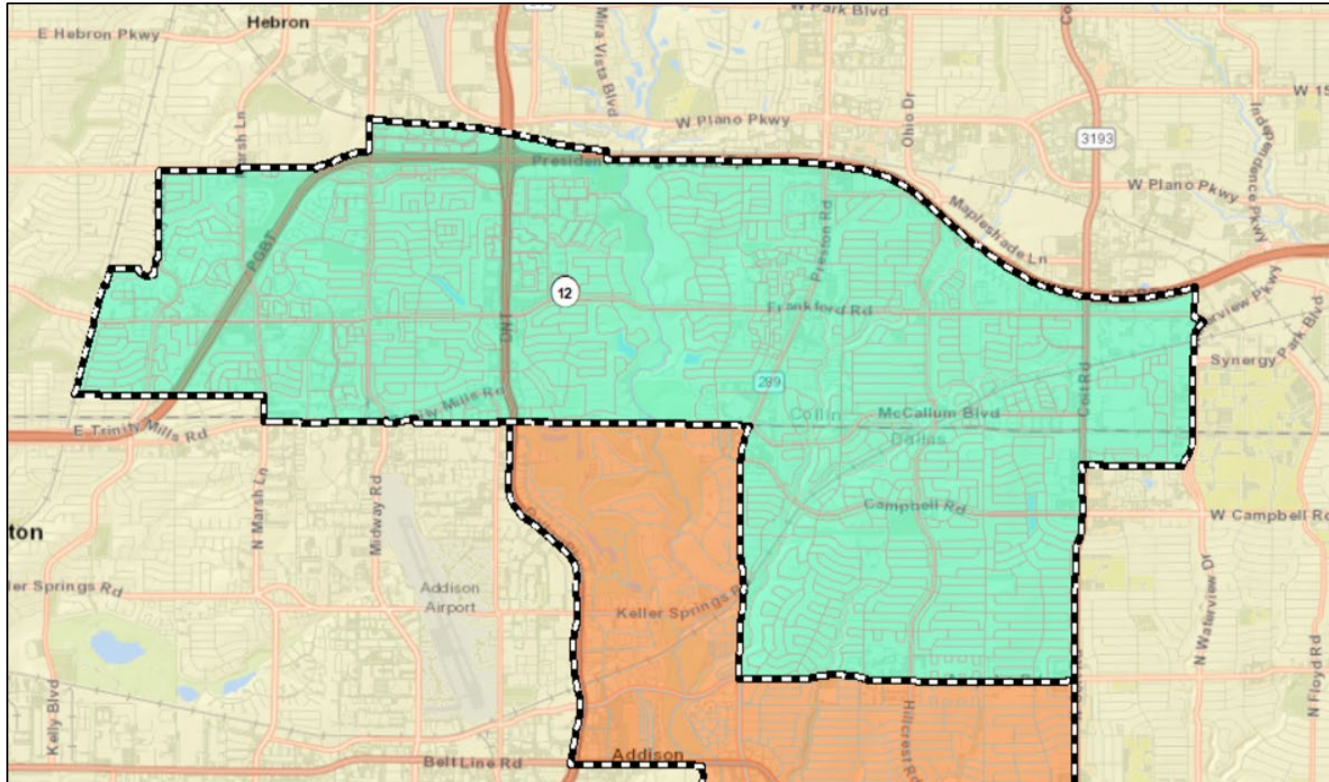 W Park Blvd
Hebron
E Hebron Pkwy
Mira Vista Blvd
Ohio Dr
W 15
W Plano Pkwy
3193
Independence Pkwy
W Plano Pkwy
Presiden
Preston Rd
Mapleshade Ln
PGBT
12
Frankford Rd
DNT
Synergy Park Blvd
289
Coit Rd
Collin
McCallum Blvd
Dallas
E Trinity Mills Rd
N Marsh Ln
Midway Rd
Campbell Rd
W Campbell Rd
ton
Addison
Airport
ler Springs Rd
Keller Springs
N Waterview Dr
N Floyd Rd
Kelly Blvd
Hillcrest Rd
Addison
Belt Line Rd